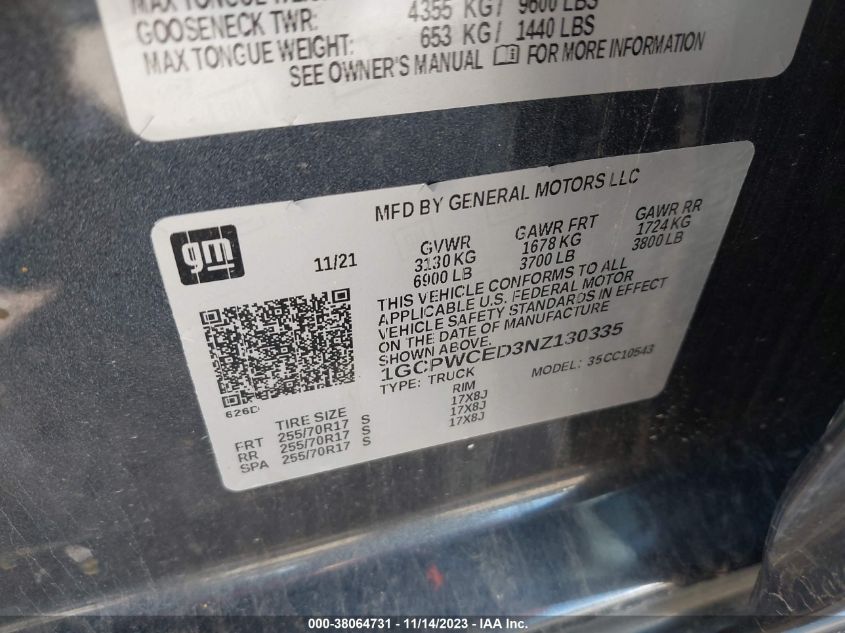 MAX TONGUE
GOOSENECK TWR: 4355 KG/ 9600 LBS
MAX TONGUE WEIGHT: 653 KG/ 1440 LBS
SEE OWNER'S MANUAL FOR MORE INFORMATION
MFD BY GENERAL MOTORS LLC
gm
11/21
GVWR GAWR FRT GAWR RR
3130 KG 1678 KG 1724 KG
6900 LB 3700 LB 3800 LB
THIS VEHICLE CONFORMS TO ALL
APPLICABLE U.S. FEDERAL MOTOR
VEHICLE SAFETY STANDARDS IN EFFECT
ON THE DATE OF MANUFACTURE
SHOWN ABOVE.
1GCPWCED3NZ130335
TYPE: TRUCK MODEL: 35CC10543
626D
TIRE SIZE RIM
FRT 255/70R17 S 17X8J
RR 255/70R17 S 17X8J
SPA 255/70R17 S 17X8J
000-38064731 - 11/14/2023 - IAAI.com